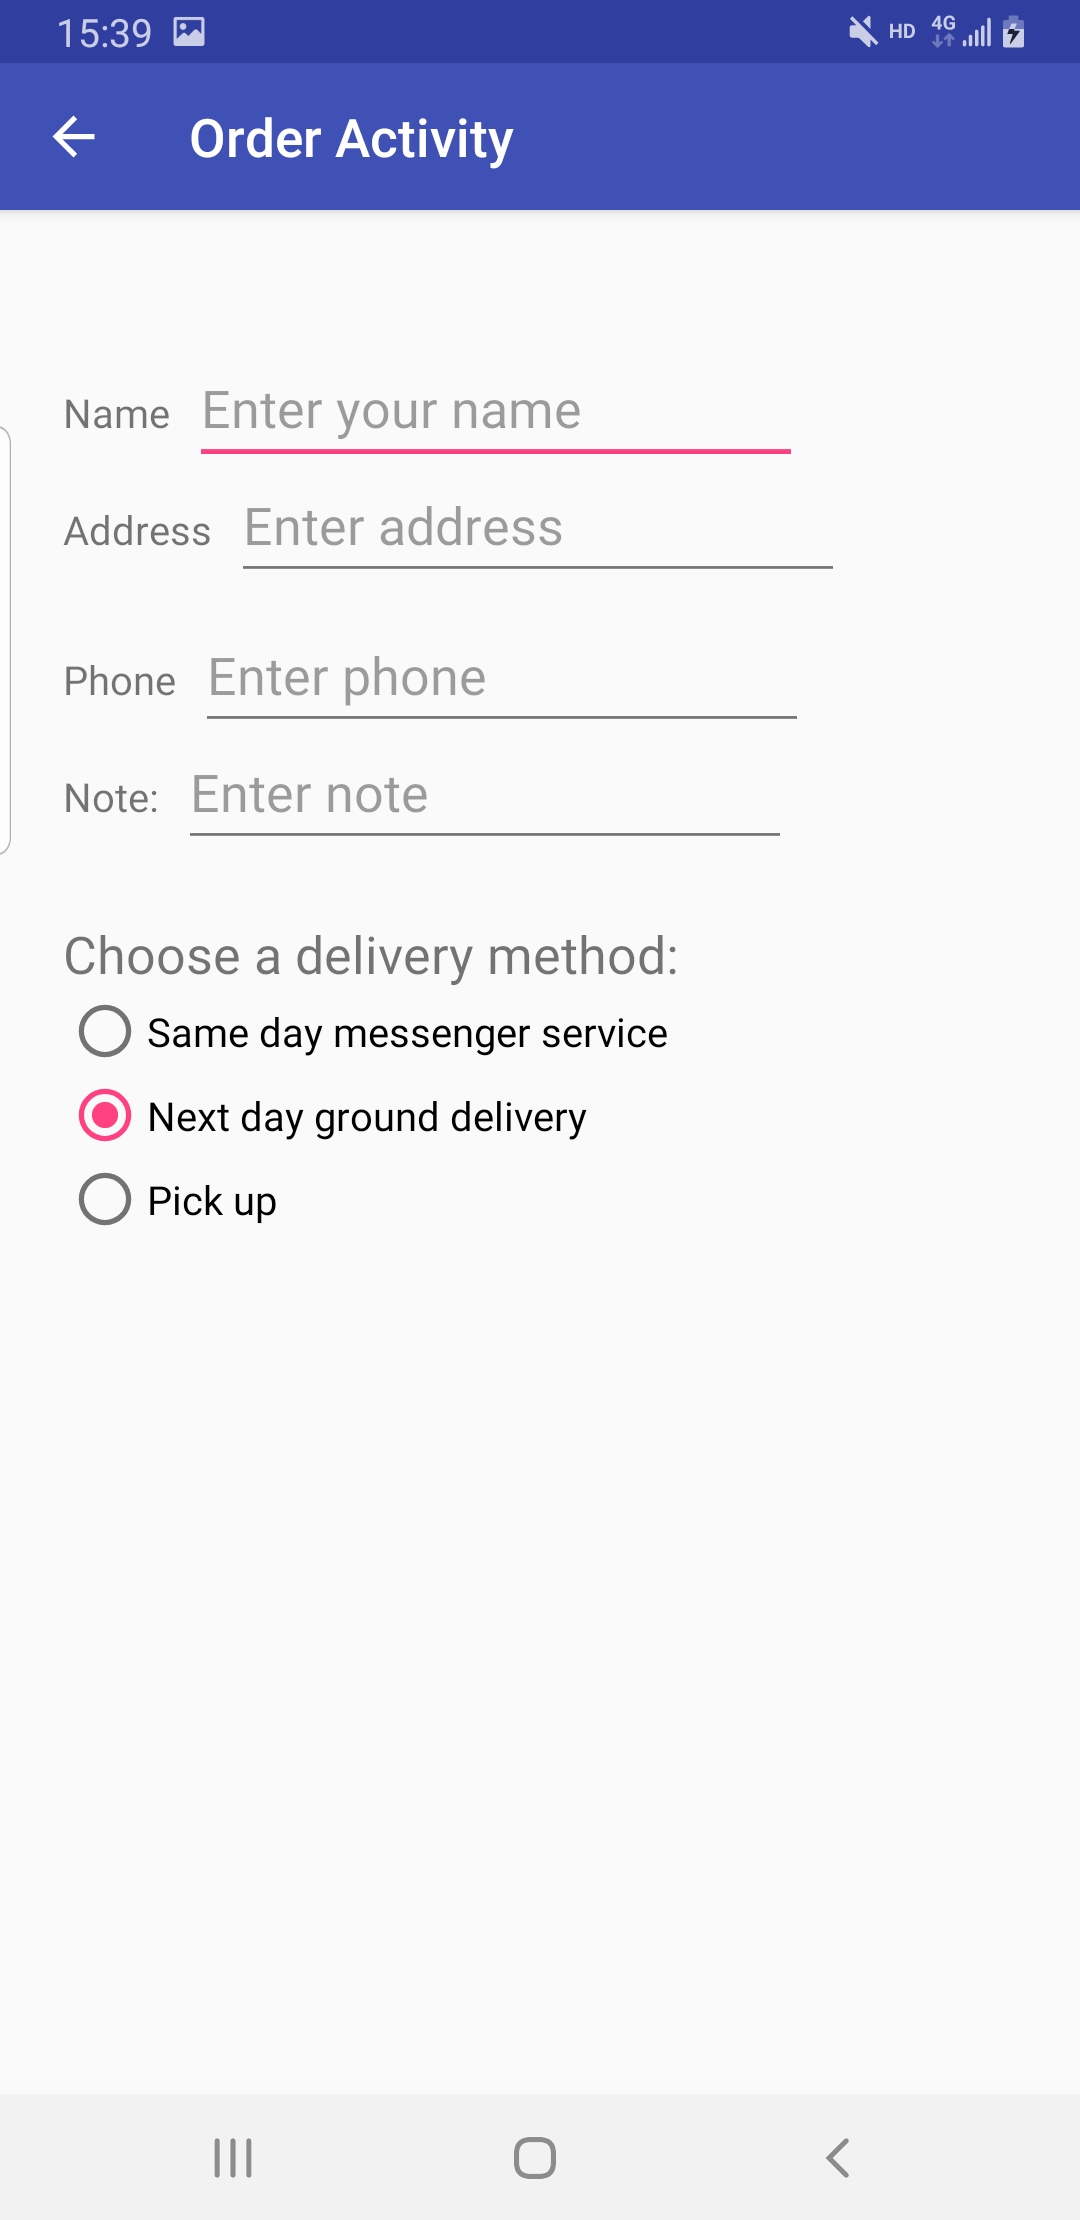 15:39 HD 4G
Order Activity
Name Enter your name
Address Enter address
Phone Enter phone
Note: Enter note
Choose a delivery method:
Same day messenger service
Next day ground delivery
Pick up